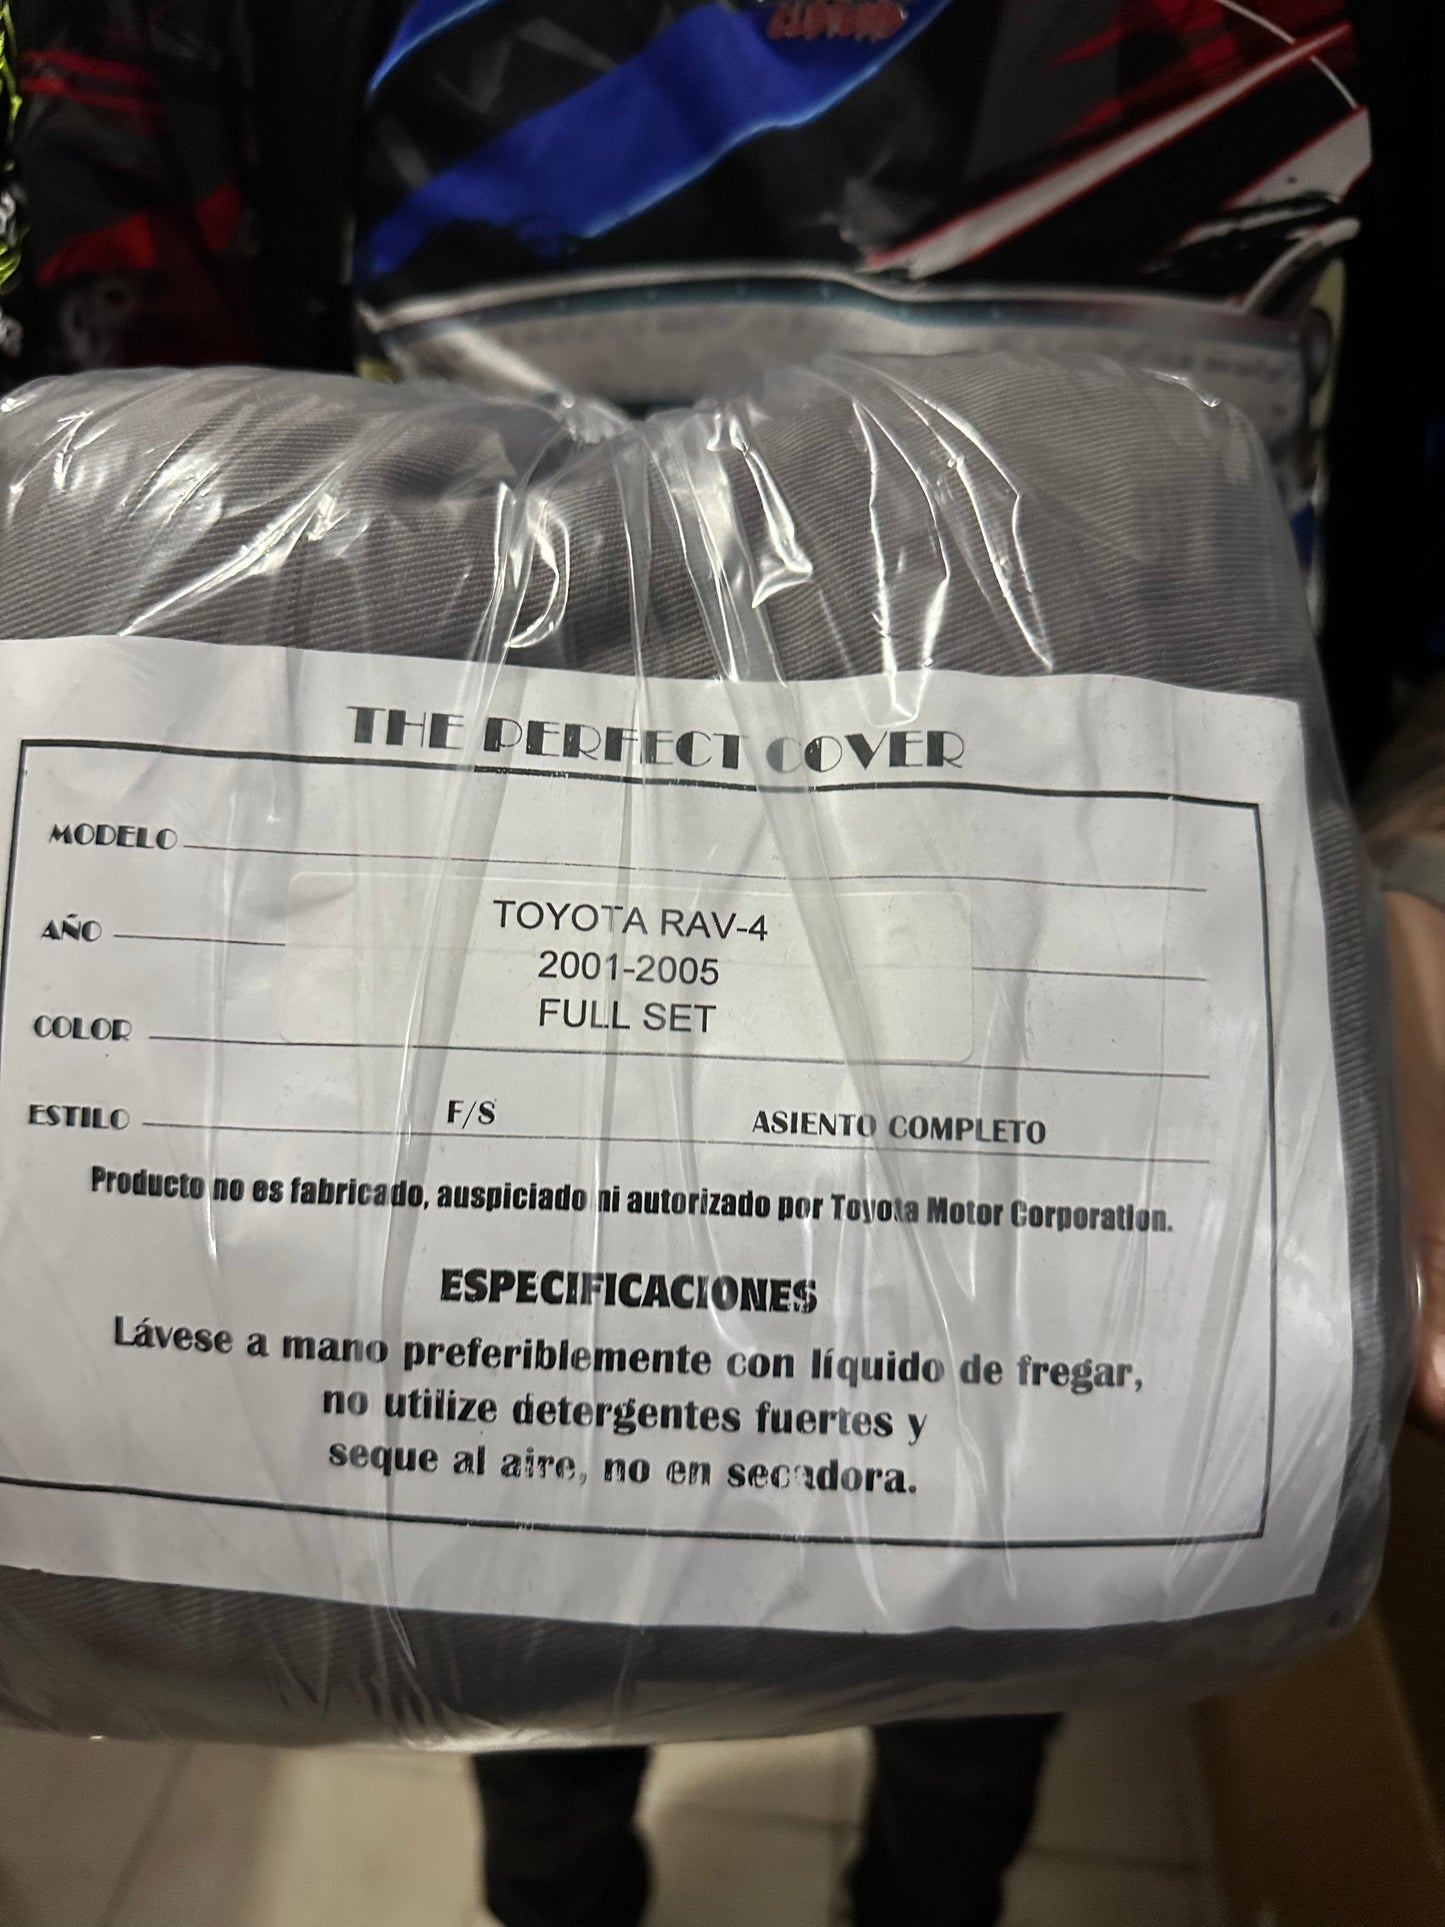 THE PERFECT COVER
MODELO
TOYOTA RAV-4
AÑO
2001-2005
FULL SET
COLOR
ESTILO F/S ASIENTO COMPLETO
Producto no es fabricado, auspiciado ni autorizado por Toyota Motor Corporation.
ESPECIFICACIONES
Lávese a mano preferiblemente con líquido de fregar,
no utilize detergentes fuertes y
seque al aire, no en secadora.